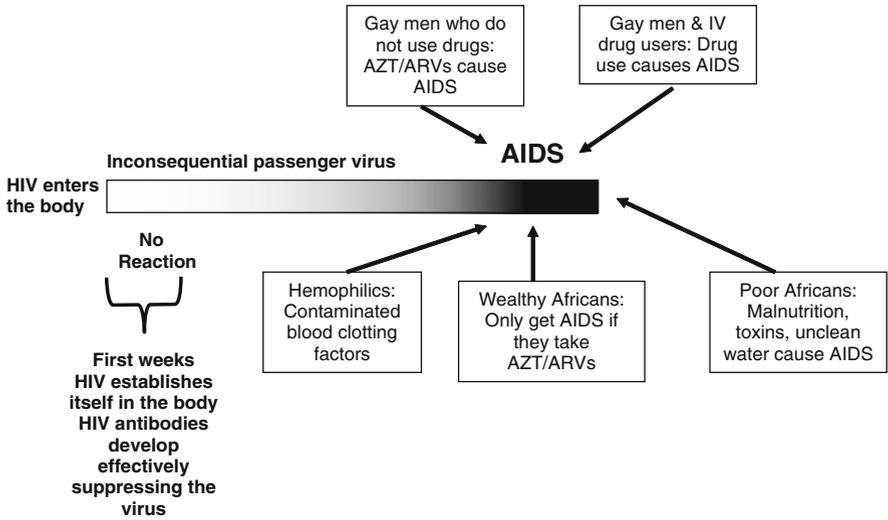 Gay men who do
not use drugs:
AZT/ARVs cause
AIDS
Gay men & IV
drug users: Drug
use causes AIDS
AIDS
Inconsequential passenger virus
HIV enters
the body
No
Reaction
First weeks
HIV establishes
itself in the body
HIV antibodies
develop
effectively
suppressing the
virus
Hemophilics:
Contaminated
blood clotting
factors
Wealthy Africans:
Only get AIDS if
they take
AZT/ARVs
Poor Africans:
Malnutrition,
toxins, unclean
water cause AIDS